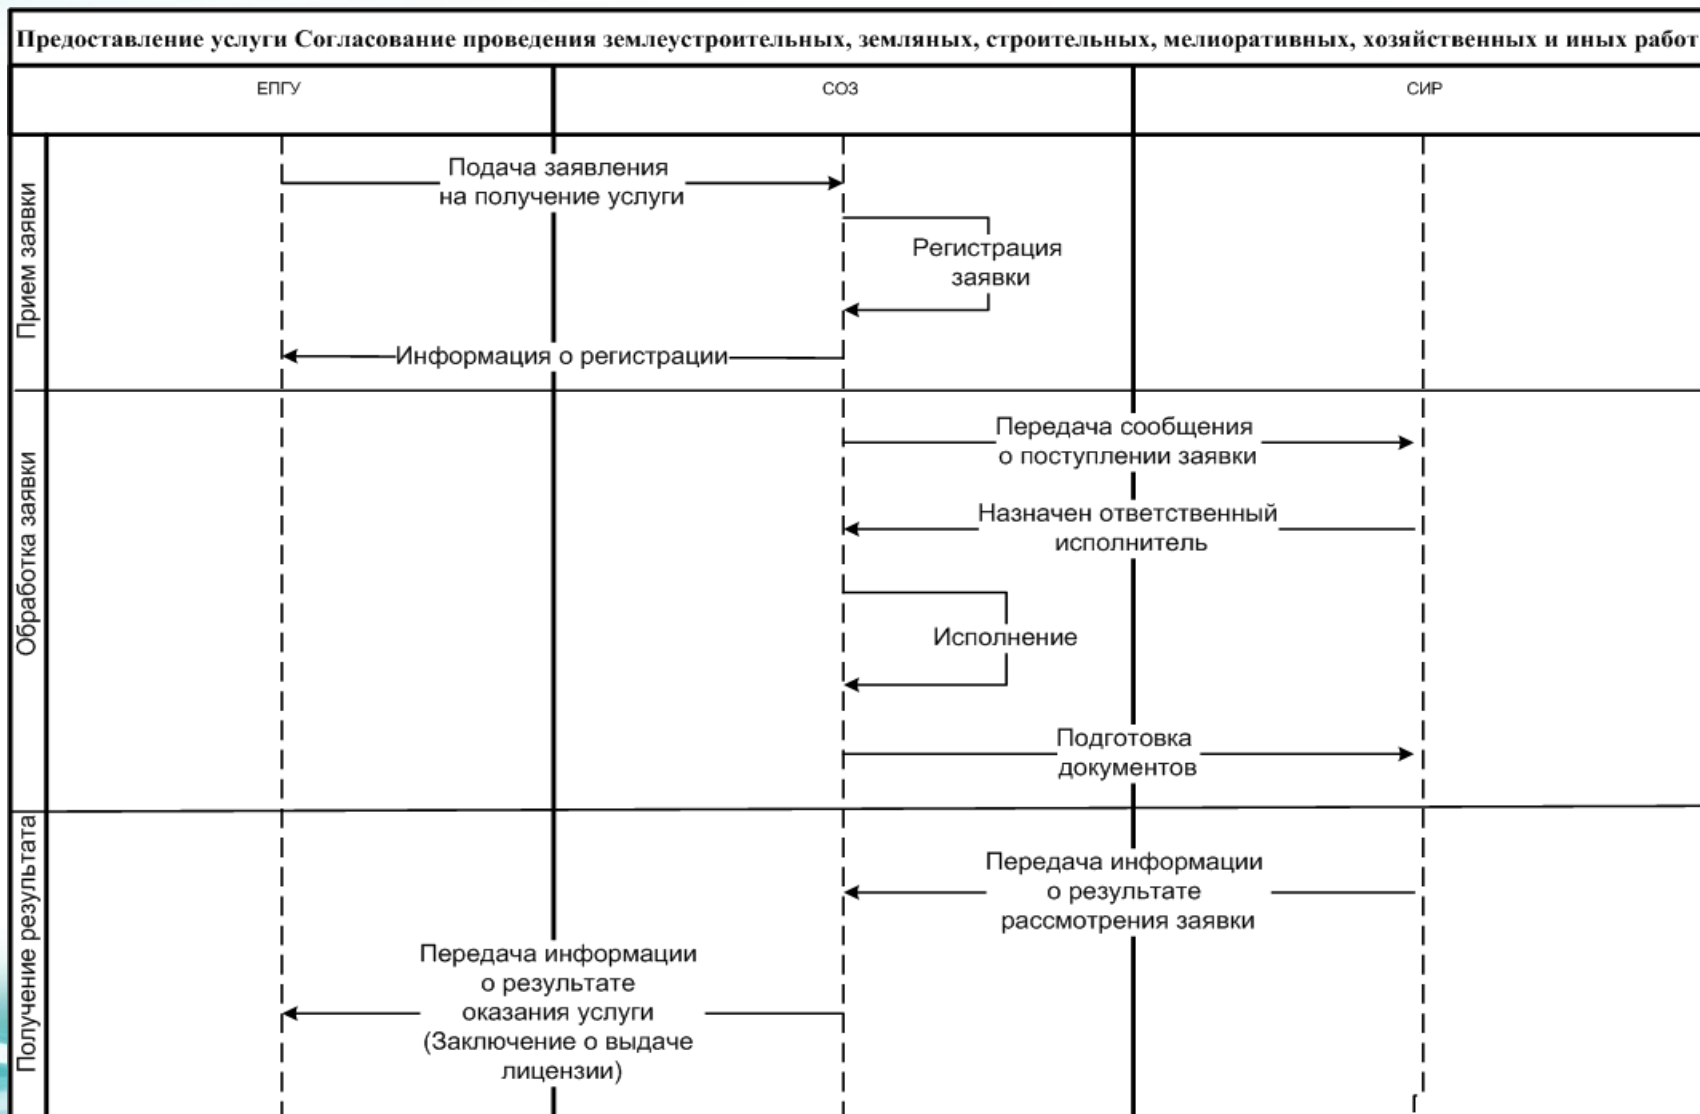 Предоставление услуги Согласование проведения землеустроительных, земляных, строительных, мелиоративных, хозяйственных и иных работ
ЕПГУ
СОЗ
СИР
Прием заявки
Подача заявления
на получение услуги
Регистрация
заявки
Информация о регистрации
Обработка заявки
Передача сообщения
о поступлении заявки
Назначен ответственный
исполнитель
Исполнение
Подготовка
документов
Получение результата
Передача информации
о результате
рассмотрения заявки
Передача информации
о результате
оказания услуги
(Заключение о выдаче
лицензии)